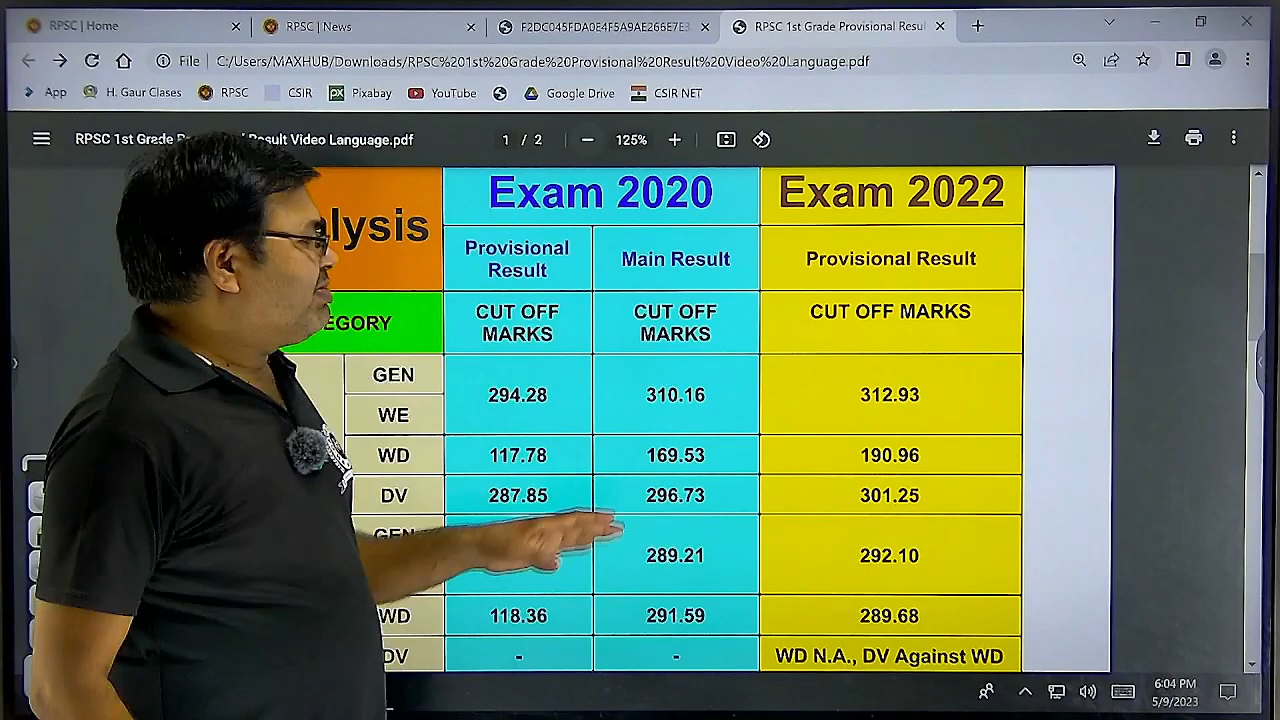 RPSC | Home
RPSC | News
F2DC045FDA0E4F5A9AE266E7E3
RPSC 1st Grade Provisional Resul
File
C:/Users/MAXHUB/Downloads/RPSC%201st%20Grade%20Provisional%20Result%20Video%20Language.pdf
App
H. Gaur Classes
RPSC
CSIR
px Pixabay
YouTube
Google Drive
CSIR NET
RPSC 1st Grade Result Video Language.pdf
1 / 2
125%
alysis
Exam 2020
Exam 2022
Provisional Result
Main Result
Provisional Result
EGORY
CUT OFF MARKS
CUT OFF MARKS
CUT OFF MARKS
GEN
294.28
310.16
312.93
WE
WD
117.78
169.53
190.96
DV
287.85
296.73
301.25
GEN
289.21
292.10
WD
118.36
291.59
289.68
DV
-
-
WD N.A., DV Against WD
6:04 PM
5/9/2023